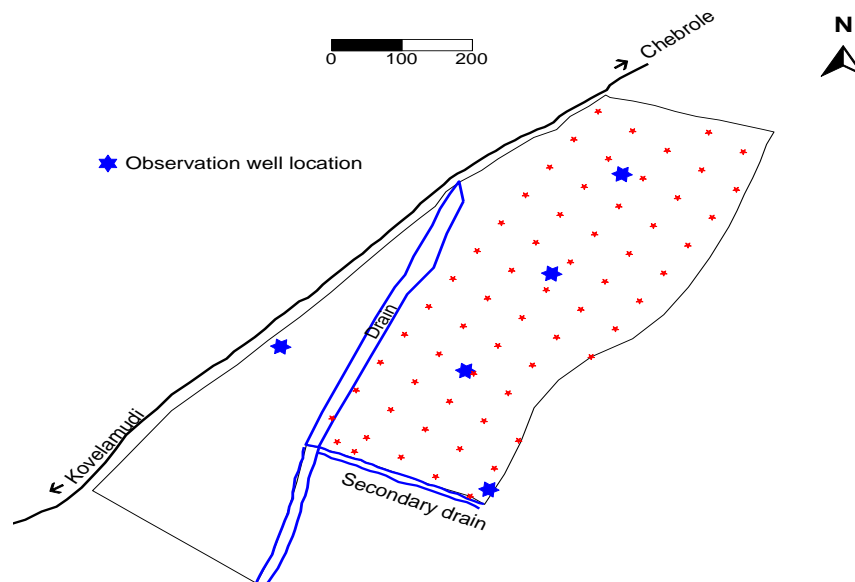 N
Chebrole
0 100 200
Observation well location
Drain
Kovelamudi
Secondary drain